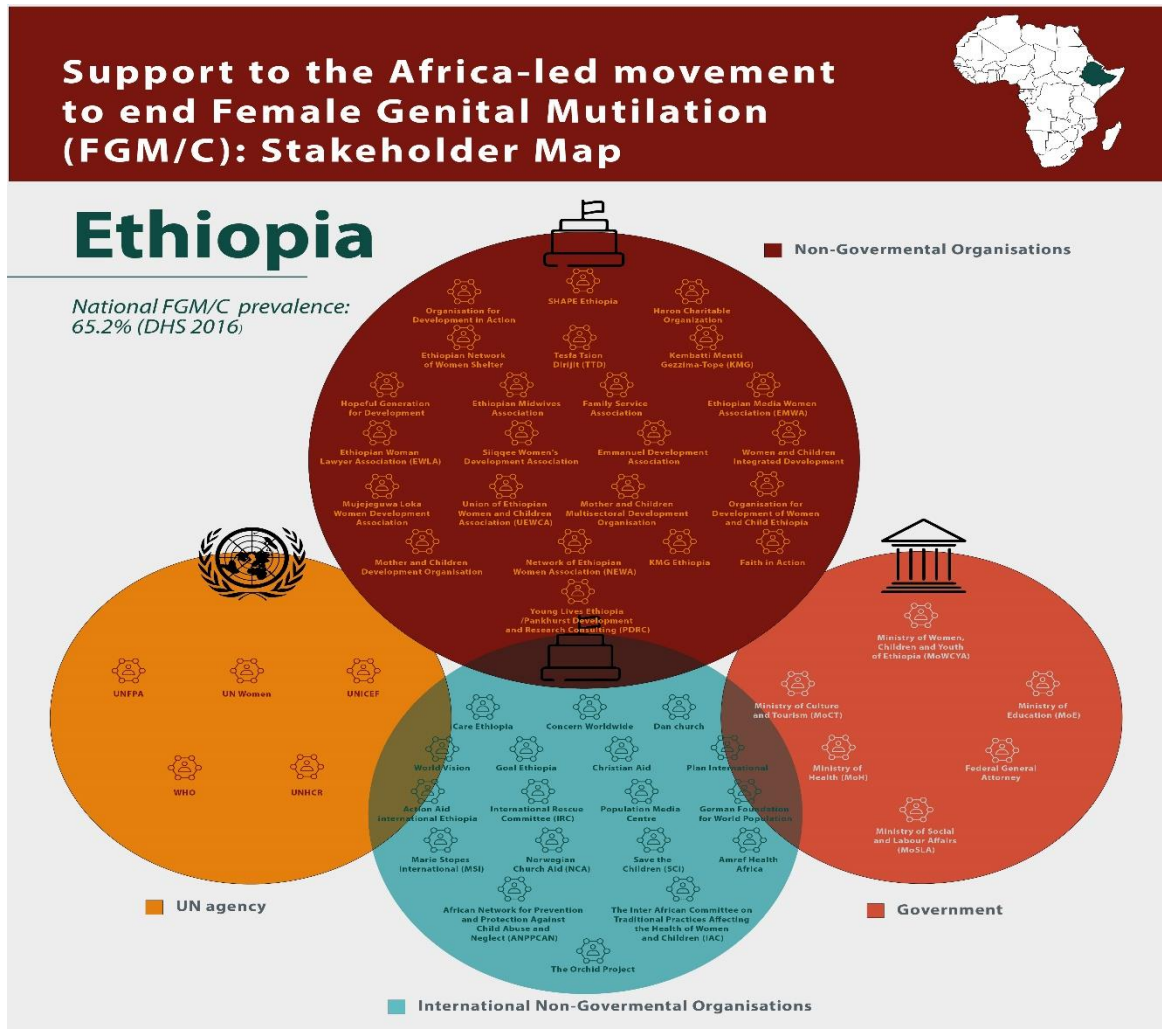 Support to the Africa-led movement
to end Female Genital Mutilation
(FGM/C): Stakeholder Map
Ethiopia
National FGM/C prevalence:
65.2% (DHS 2016)
Non-Govermental Organisations
SHAPE Ethiopia
Organisation for
Development in Action
Haron Charitable
Organization
Ethiopian Network
of Women Shelter
Tesfa Tsion
Dirijit (TTD)
Kembatti Mentti
Gezzima-Tope (KMG)
Hopeful Generation
for Development
Ethiopian Midwives
Association
Family Service
Association
Ethiopian Media Women
Association (EMWA)
Ethiopian Woman
Lawyer Association (EWLA)
Siiqqee Women's
Development Association
Emmanuel Development
Association
Women and Children
Integrated Development
Mujejeguwa Loka
Women Development
Association
Union of Ethiopian
Women and Children
Association (UEWCA)
Mother and Children
Multisectoral Development
Organisation
Organisation for
Development of Women
and Child Ethiopia
Mother and Children
Development Organisation
Network of Ethiopian
Women Association (NEWA)
KMG Ethiopia
Faith in Action
Young Lives Ethiopia
/Pankhurst Development
and Research Consulting (PDRC)
UNFPA
UN Women
UNICEF
WHO
UNHCR
UN agency
Ministry of Women,
Children and Youth
of Ethiopia (MoWCYA)
Ministry of Culture
and Tourism (MoCT)
Ministry of
Education (MoE)
Ministry of
Health (MoH)
Federal General
Attorney
Ministry of Social
and Labour Affairs
(MoSLA)
Government
Care Ethiopia
Concern Worldwide
Dan church
World Vision
Goal Ethiopia
Christian Aid
Plan International
Action Aid
international Ethiopia
International Rescue
Committee (IRC)
Population Media
Centre
German Foundation
for World Population
Marie Stopes
International (MSI)
Norwegian
Church Aid (NCA)
Save the
Children (SCI)
Amref Health
Africa
African Network for Prevention
and Protection Against
Child Abuse and
Neglect (ANPPCAN)
The Inter African Committee on
Traditional Practices Affecting
the Health of Women
and Children (IAC)
The Orchid Project
International Non-Govermental Organisations